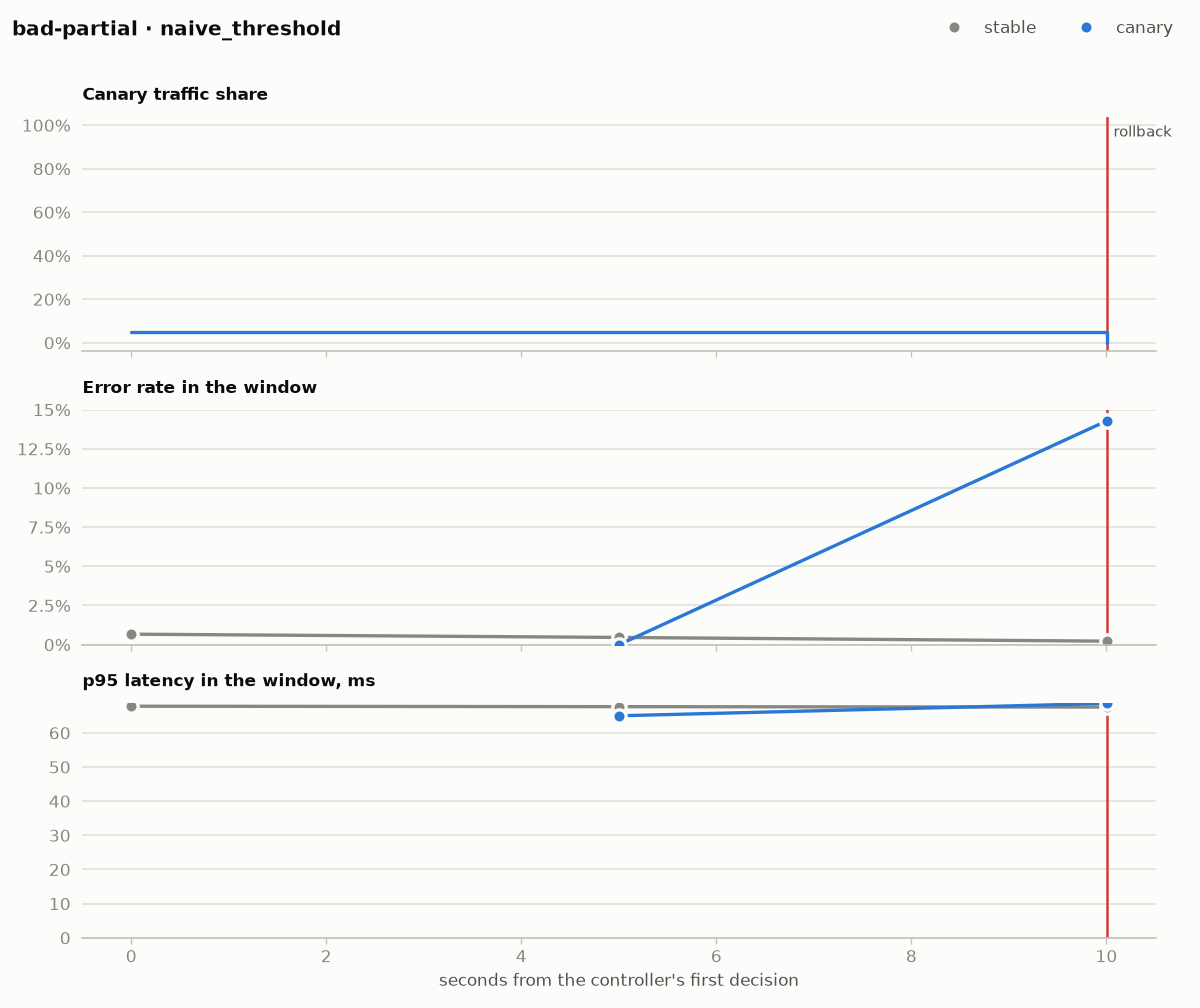 bad-partial · naive_threshold
stable
canary
Canary traffic share
100%
rollback
80%
60%
40%
20%
0%
Error rate in the window
15%
12.5%
10%
7.5%
5%
2.5%
0%
p95 latency in the window, ms
60
50
40
30
20
10
0
0 2 4 6 8 10
seconds from the controller's first decision